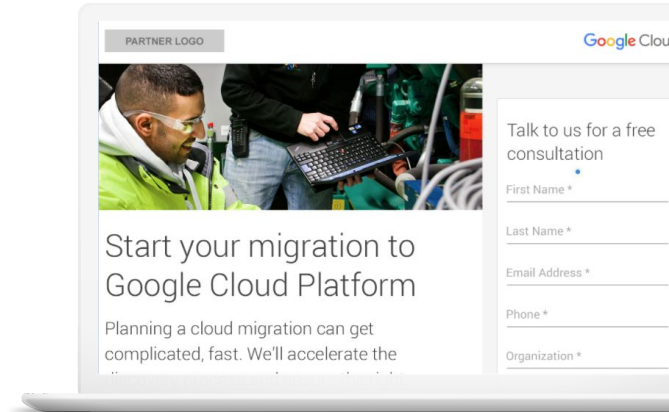 PARTNER LOGO
Google Clou
Start your migration to
Google Cloud Platform
Planning a cloud migration can get
complicated, fast. We'll accelerate the
Talk to us for a free
consultation
First Name *
Last Name *
Email Address *
Phone *
Organization *